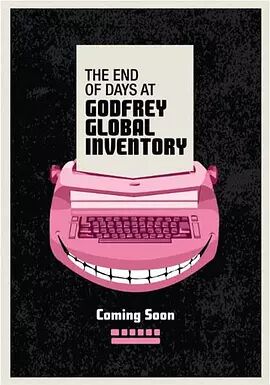 THE END
OF DAYS AT
GODFREY
GLOBAL
INVENTORY
Coming Soon